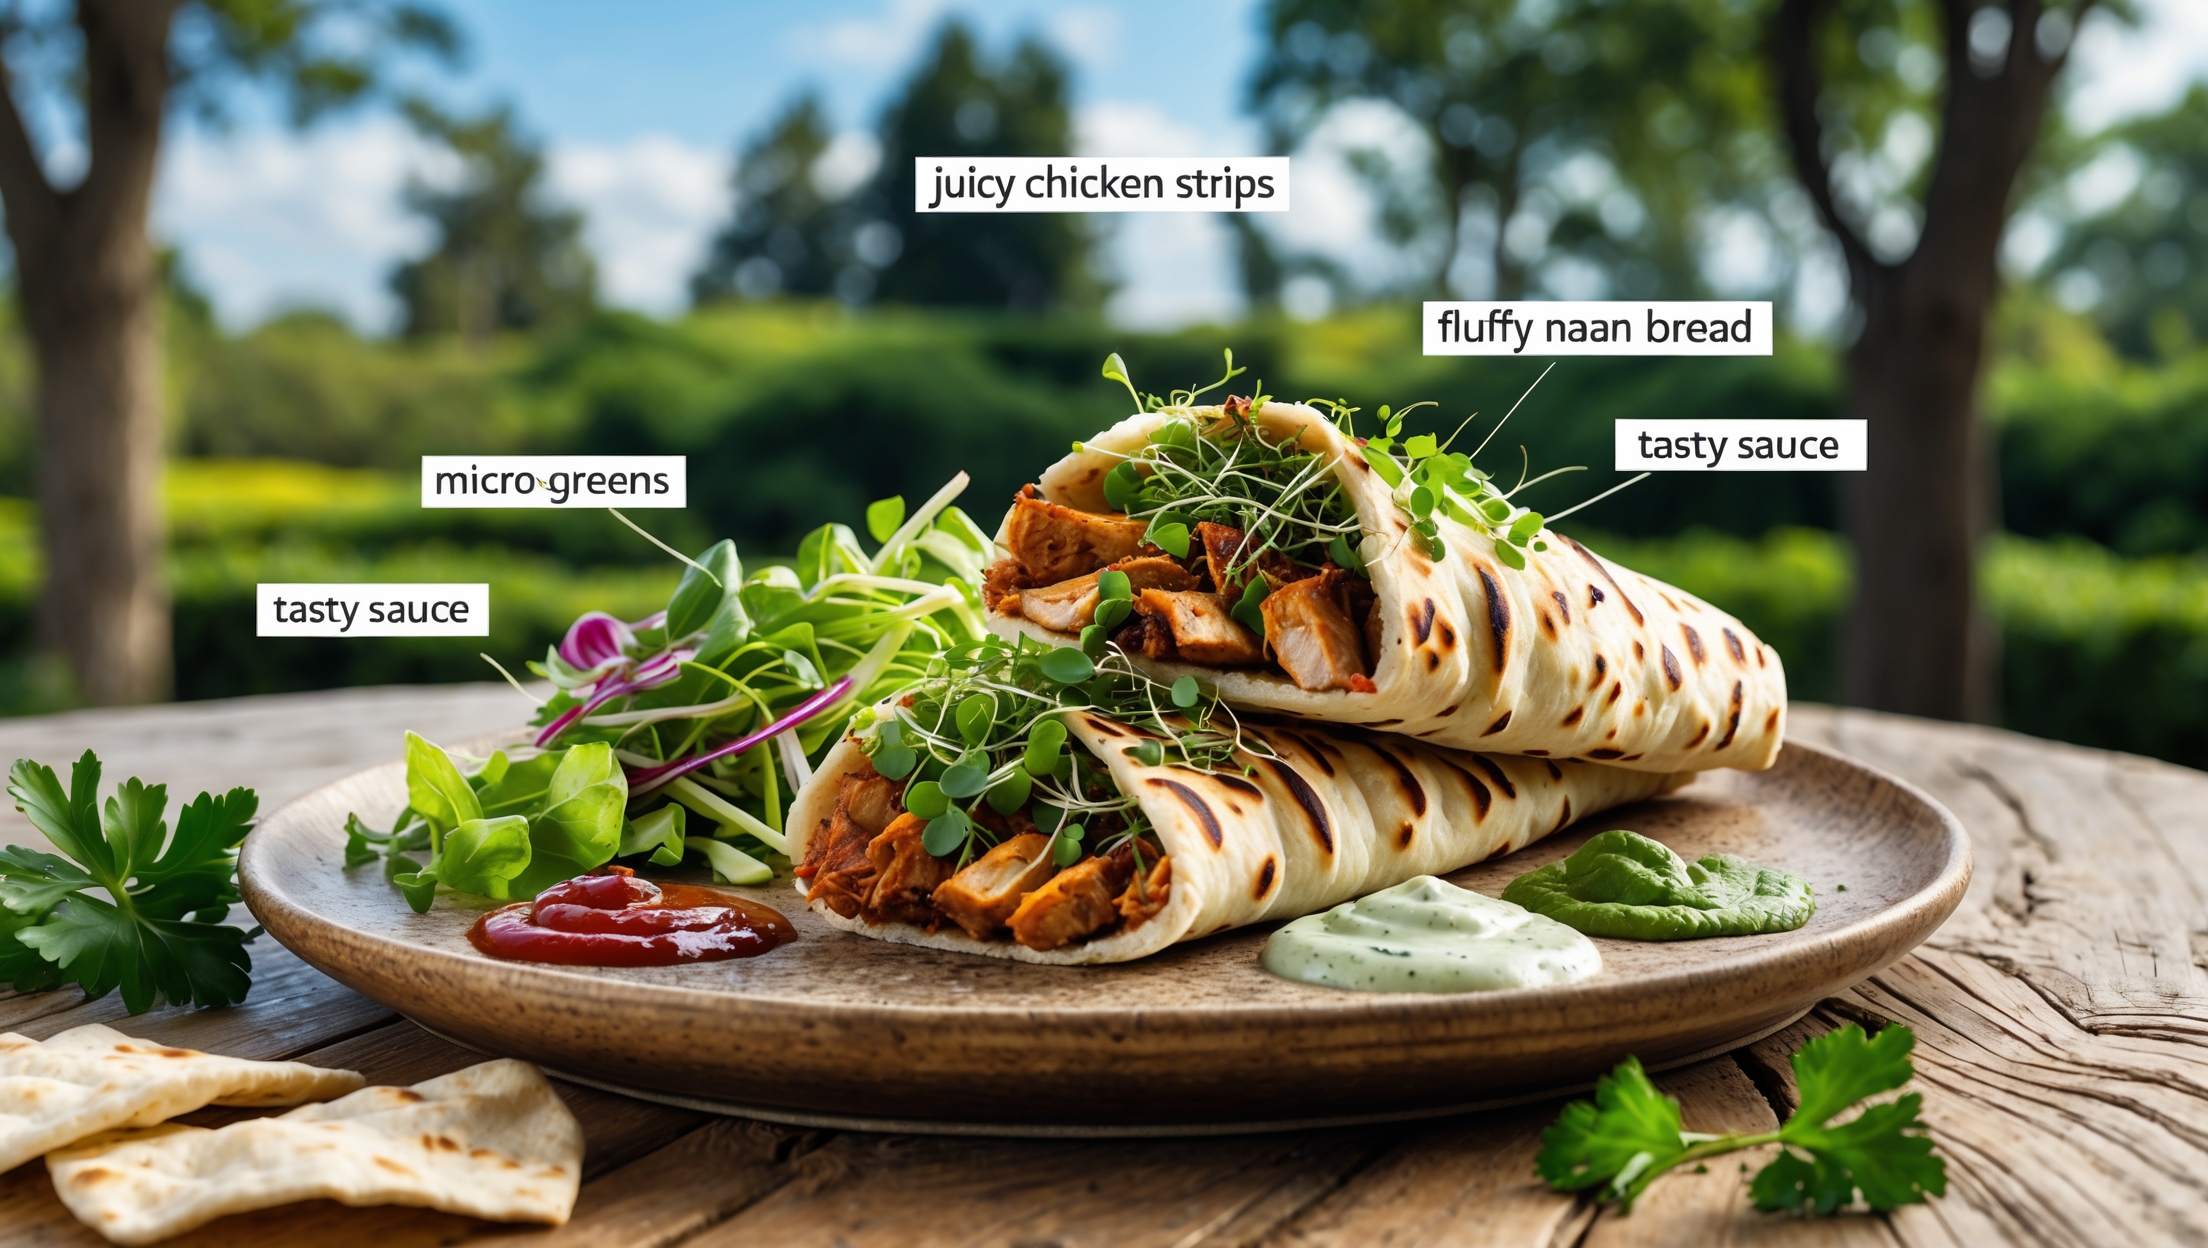 juicy chicken strips
fluffy naan bread
tasty sauce
micro greens
tasty sauce